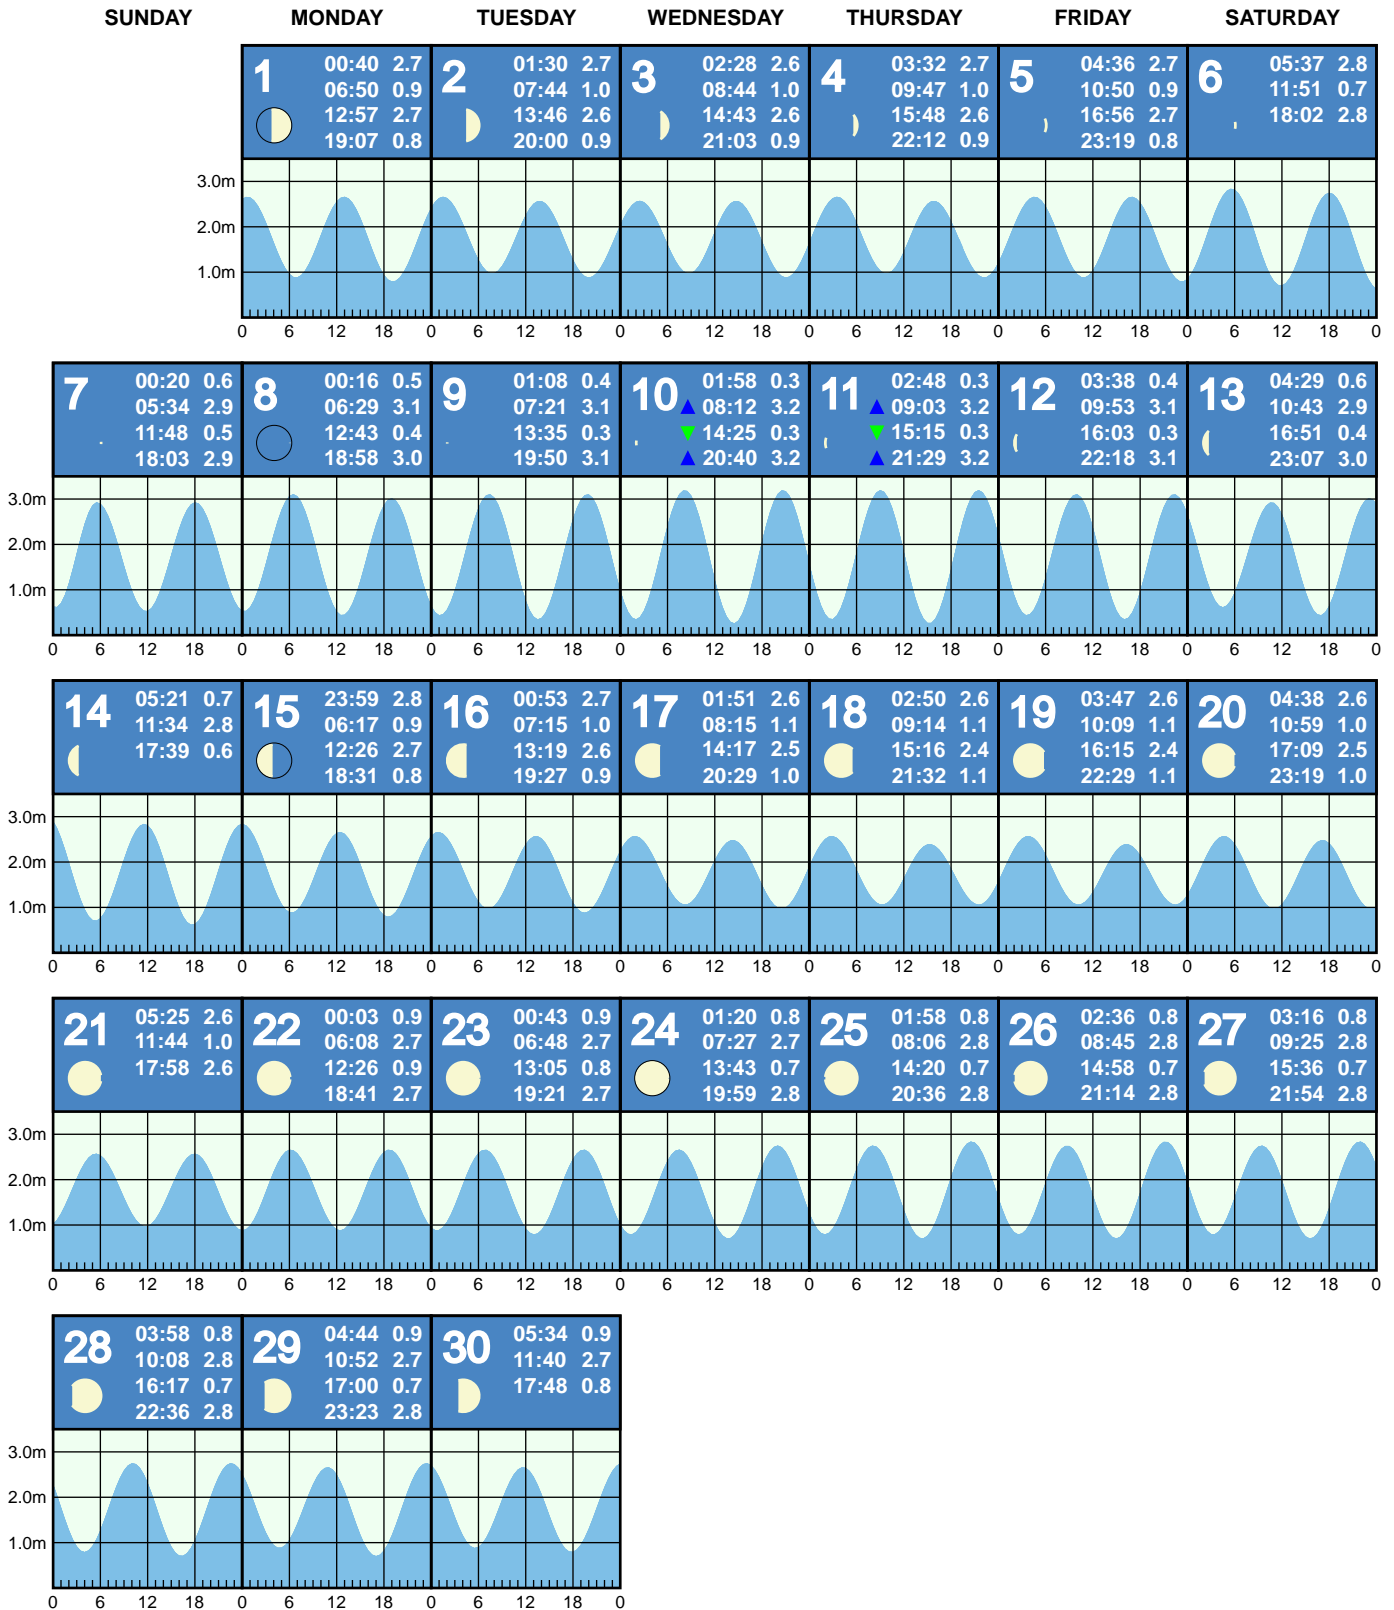 SUNDAY MONDAY TUESDAY WEDNESDAY THURSDAY FRIDAY SATURDAY
1 00:40 2.7
06:50 0.9
12:57 2.7
19:07 0.8
2 01:30 2.7
07:44 1.0
13:46 2.6
20:00 0.9
3 02:28 2.6
08:44 1.0
14:43 2.6
21:03 0.9
4 03:32 2.7
09:47 1.0
15:48 2.6
22:12 0.9
5 04:36 2.7
10:50 0.9
16:56 2.7
23:19 0.8
6 05:37 2.8
11:51 0.7
18:02 2.8
3.0m
2.0m
1.0m
0 6 12 18 0 6 12 18 0 6 12 18 0 6 12 18 0 6 12 18 0 6 12 18 0
7 00:20 0.6
05:34 2.9
11:48 0.5
18:03 2.9
8 00:16 0.5
06:29 3.1
12:43 0.4
18:58 3.0
9 01:08 0.4
07:21 3.1
13:35 0.3
19:50 3.1
10 01:58 0.3
▲ 08:12 3.2
▼ 14:25 0.3
▲ 20:40 3.2
11 02:48 0.3
▲ 09:03 3.2
▼ 15:15 0.3
▲ 21:29 3.2
12 03:38 0.4
09:53 3.1
16:03 0.3
22:18 3.1
13 04:29 0.6
10:43 2.9
16:51 0.4
23:07 3.0
3.0m
2.0m
1.0m
0 6 12 18 0 6 12 18 0 6 12 18 0 6 12 18 0 6 12 18 0 6 12 18 0 6 12 18 0
14 05:21 0.7
11:34 2.8
17:39 0.6
15 23:59 2.8
06:17 0.9
12:26 2.7
18:31 0.8
16 00:53 2.7
07:15 1.0
13:19 2.6
19:27 0.9
17 01:51 2.6
08:15 1.1
14:17 2.5
20:29 1.0
18 02:50 2.6
09:14 1.1
15:16 2.4
21:32 1.1
19 03:47 2.6
10:09 1.1
16:15 2.4
22:29 1.1
20 04:38 2.6
10:59 1.0
17:09 2.5
23:19 1.0
3.0m
2.0m
1.0m
0 6 12 18 0 6 12 18 0 6 12 18 0 6 12 18 0 6 12 18 0 6 12 18 0 6 12 18 0
21 05:25 2.6
11:44 1.0
17:58 2.6
22 00:03 0.9
06:08 2.7
12:26 0.9
18:41 2.7
23 00:43 0.9
06:48 2.7
13:05 0.8
19:21 2.7
24 01:20 0.8
07:27 2.7
13:43 0.7
19:59 2.8
25 01:58 0.8
08:06 2.8
14:20 0.7
20:36 2.8
26 02:36 0.8
08:45 2.8
14:58 0.7
21:14 2.8
27 03:16 0.8
09:25 2.8
15:36 0.7
21:54 2.8
3.0m
2.0m
1.0m
0 6 12 18 0 6 12 18 0 6 12 18 0 6 12 18 0 6 12 18 0 6 12 18 0 6 12 18 0
28 03:58 0.8
10:08 2.8
16:17 0.7
22:36 2.8
29 04:44 0.9
10:52 2.7
17:00 0.7
23:23 2.8
30 05:34 0.9
11:40 2.7
17:48 0.8
3.0m
2.0m
1.0m
0 6 12 18 0 6 12 18 0 6 12 18 0